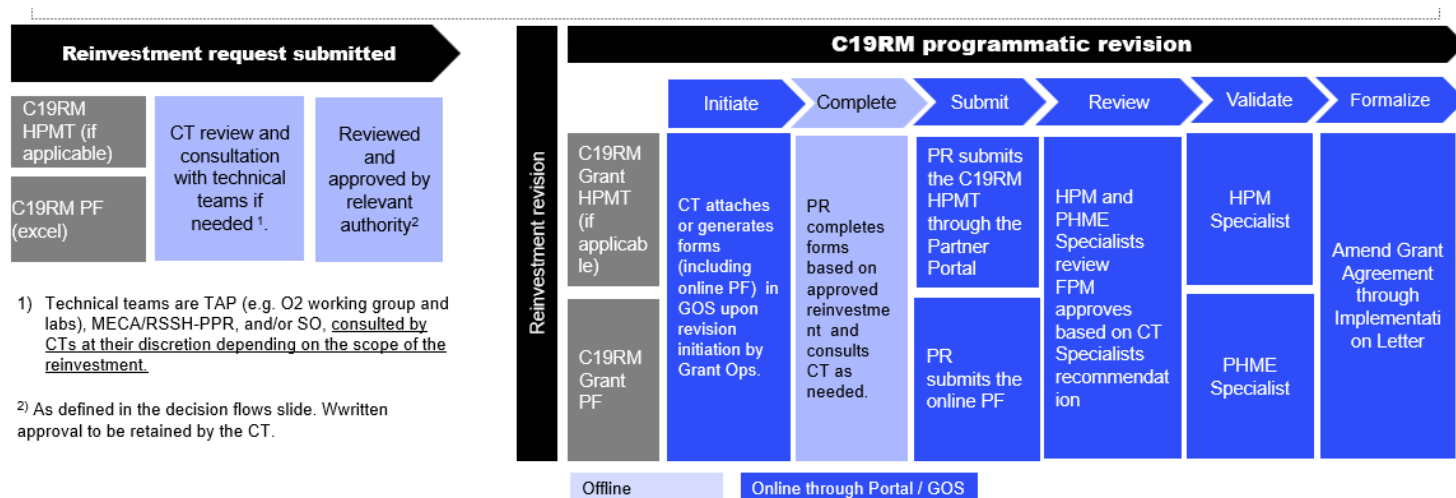 Reinvestment request submitted
C19RM
HPMT (if
applicable)
C19RM PF
(excel)
CT review and
consultation
with technical
teams if
needed 1.
Reviewed
and
approved by
relevant
authority2
1) Technical teams are TAP (e.g. O2 working group and
labs), MECA/RSSH-PPR, and/or SO, consulted by
CTs at their discretion depending on the scope of the
reinvestment.
2) As defined in the decision flows slide. Wwritten
approval to be retained by the CT.
Reinvestment revision
C19RM programmatic revision
Initiate
Complete
Submit
Review
Validate
Formalize
C19RM
Grant
HPMT
(if
applicab
le)
C19RM
Grant
PF
CT attaches
or generates
forms
(including
online PF) in
GOS upon
revision
initiation by
Grant Ops.
PR
completes
forms
based on
approved
reinvestme
nt and
consults
CT as
needed.
PR submits
the C19RM
HPMT
through the
Partner
Portal
PR
submits the
online PF
HPM and
PHME
Specialists
review
FPM
approves
based on CT
Specialists
recommendat
ion
HPM
Specialist
PHME
Specialist
Amend Grant
Agreement
through
Implementati
on Letter
Offline
Online through Portal / GOS